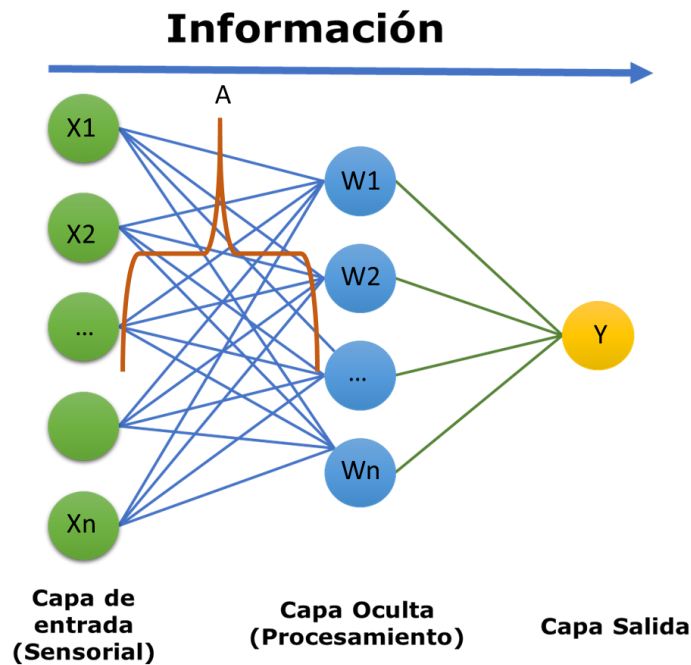 Información
A
X1
X2
...
Xn
W1
W2
...
Wn
Y
Capa de
entrada
(Sensorial)
Capa Oculta
(Procesamiento)
Capa Salida